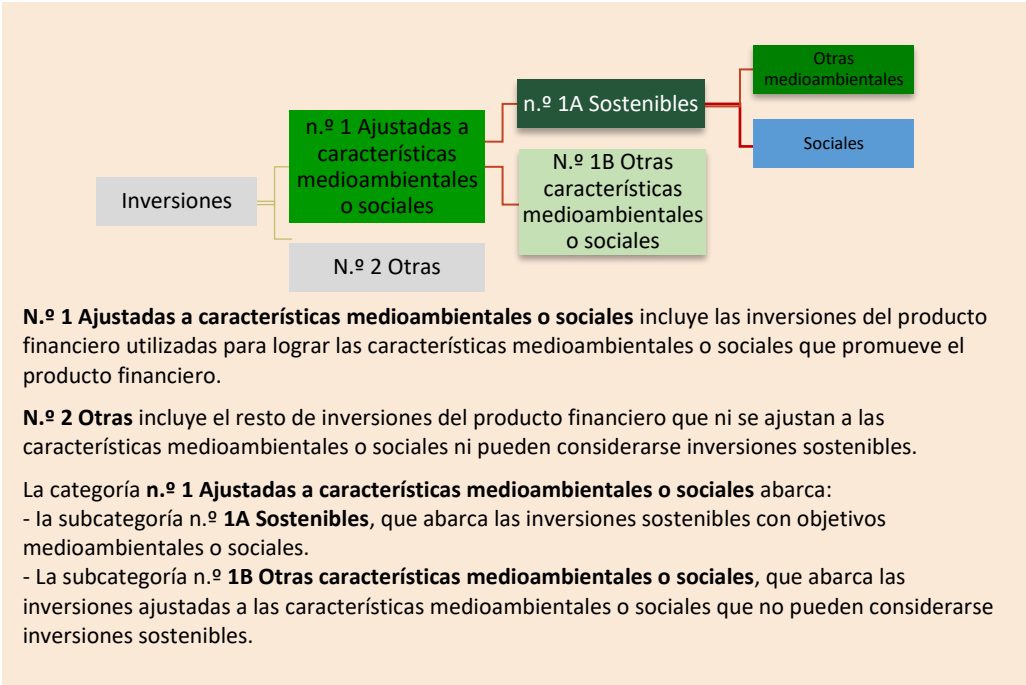 Otras
medioambientales
n.º 1A Sostenibles
n.º 1 Ajustadas a
características
medioambientales
o sociales
Sociales
N.º 1B Otras
características
medioambientales
o sociales
Inversiones
N.º 2 Otras
N.º 1 Ajustadas a características medioambientales o sociales incluye las inversiones del producto
financiero utilizadas para lograr las características medioambientales o sociales que promueve el
producto financiero.
N.º 2 Otras incluye el resto de inversiones del producto financiero que ni se ajustan a las
características medioambientales o sociales ni pueden considerarse inversiones sostenibles.
La categoría n.º 1 Ajustadas a características medioambientales o sociales abarca:
- la subcategoría n.º 1A Sostenibles, que abarca las inversiones sostenibles con objetivos
medioambientales o sociales.
- La subcategoría n.º 1B Otras características medioambientales o sociales, que abarca las
inversiones ajustadas a las características medioambientales o sociales que no pueden considerarse
inversiones sostenibles.